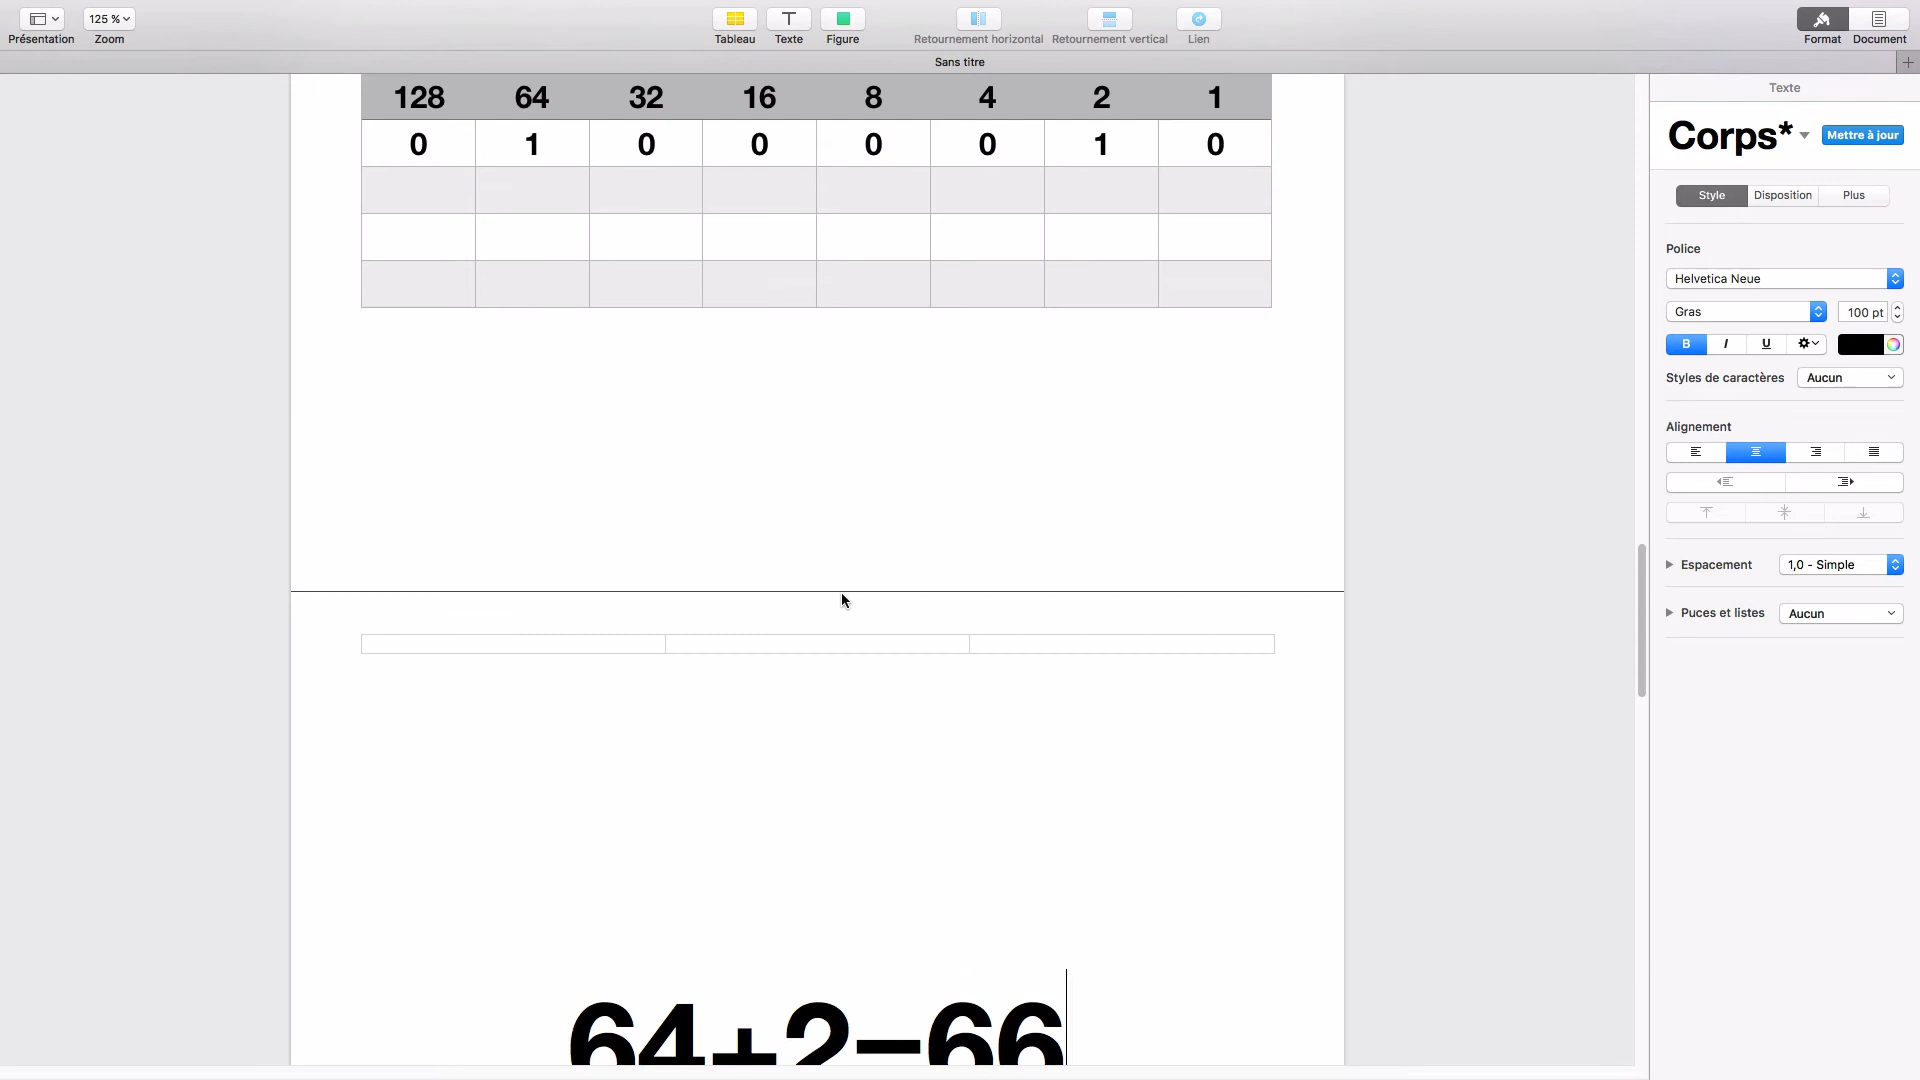 125 %
Présentation Zoom Tableau Texte Figure Retournement horizontal Retournement vertical Lien Format Document
Sans titre
Texte
128 64 32 16 8 4 2 1
0 1 0 0 0 0 1 0
Corps* Mettre à jour
Style Disposition Plus
Police
Helvetica Neue
Gras 100 pt
B I U
Styles de caractères Aucun
Alignement
Espacement 1,0 - Simple
Puces et listes Aucun
64+2=66